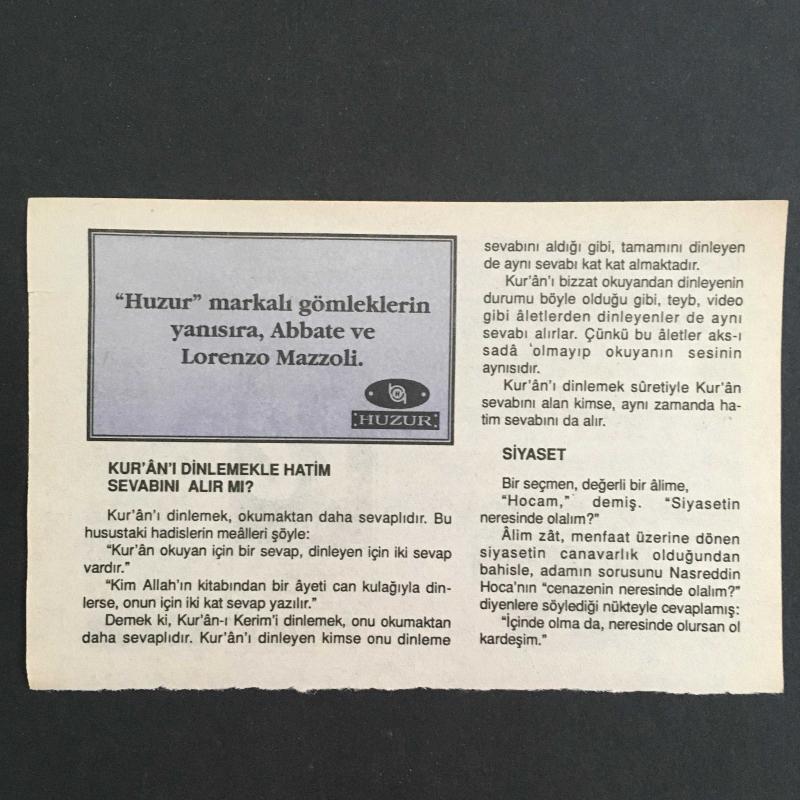 “Huzur” markalı gömleklerin
yanısıra, Abbate ve
Lorenzo Mazzoli.
HUZUR
KUR’ÂN’I DİNLEMEKLE HATİM
SEVABINI ALIR MI?
Kur’ân’ı dinlemek, okumaktan daha sevaplıdır. Bu
husustaki hadislerin meâlleri şöyle:
“Kur’ân okuyan için bir sevap, dinleyen için iki sevap
vardır.”
“Kim Allah’ın kitabından bir âyeti can kulağıyla din-
lerse, onun için iki kat sevap yazılır.”
Demek ki, Kur’ân-ı Kerim’i dinlemek, onu okumaktan
daha sevaplıdır. Kur’ân’ı dinleyen kimse onu dinleme
sevabını aldığı gibi, tamamını dinleyen
de aynı sevabı kat kat almaktadır.
Kur’ân’ı bizzat okuyandan dinleyenin
durumu böyle olduğu gibi, teyb, video
gibi âletlerden dinleyenler de aynı
sevabı alırlar. Çünkü bu âletler aks-ı
sadâ olmayıp okuyanın sesinin
aynısıdır.
Kur’ân’ı dinlemek sûretiyle Kur’ân
sevabını alan kimse, aynı zamanda ha-
tim sevabını da alır.
SİYASET
Bir seçmen, değerli bir âlime,
“Hocam,” demiş. “Siyasetin
neresinde olalım?”
Âlim zât, menfaat üzerine dönen
siyasetin canavarlık olduğundan
bahisle, adamın sorusunu Nasreddin
Hoca’nın “cenazenin neresinde olalım?”
diyenlere söylediği nükteyle cevaplamış:
“İçinde olma da, neresinde olursan ol
kardeşim.”